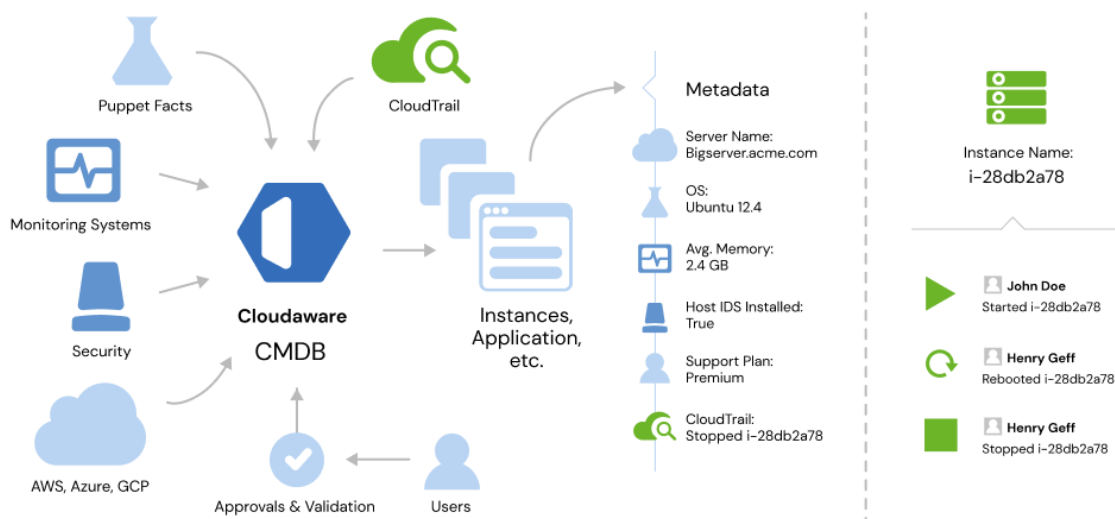 Puppet Facts
CloudTrail
Monitoring Systems
Security
AWS, Azure, GCP
Cloudaware
CMDB
Approvals & Validation
Users
Instances,
Application,
etc.
Metadata
Server Name:
Bigserver.acme.com
OS:
Ubuntu 12.4
Avg. Memory:
2.4 GB
Host IDS Installed:
True
Support Plan:
Premium
CloudTrail:
Stopped i-28db2a78
Instance Name:
i-28db2a78
John Doe
Started i-28db2a78
Henry Geff
Rebooted i-28db2a78
Henry Geff
Stopped i-28db2a78